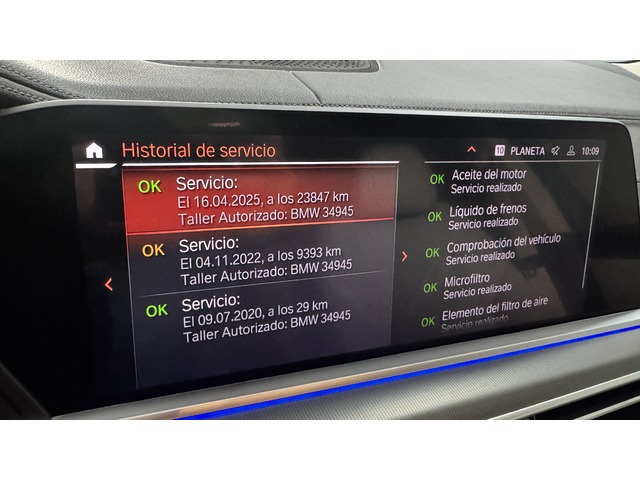 Historial de servicio
10 PLANETA 10:09
OK Servicio:
El 16.04.2025, a los 23847 km
Taller Autorizado: BMW 34945
OK Servicio:
El 04.11.2022, a los 9393 km
Taller Autorizado: BMW 34945
OK Servicio:
El 09.07.2020, a los 29 km
Taller Autorizado: BMW 34945
OK Aceite del motor
Servicio realizado
OK Líquido de frenos
Servicio realizado
OK Comprobación del vehículo
Servicio realizado
OK Microfiltro
Servicio realizado
OK Elemento del filtro de aire
Servicio realizado